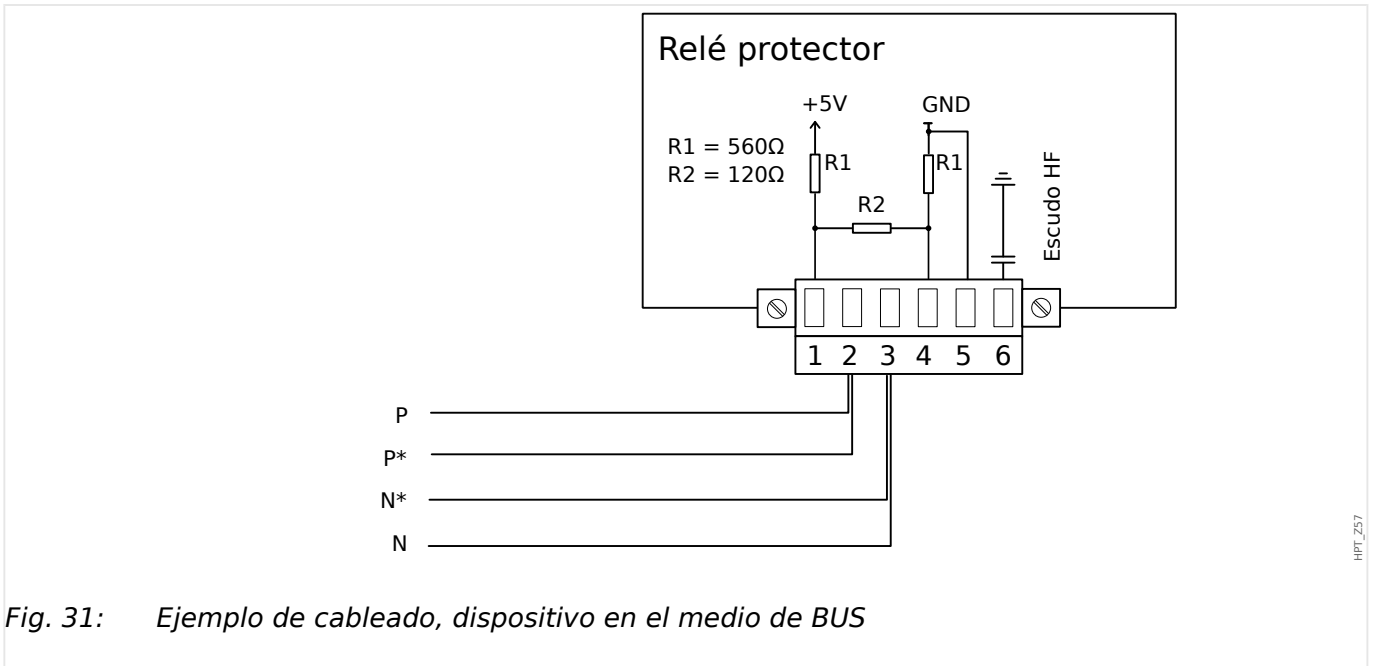 Relé protector
+5V GND
R1 = 560Ω
R2 = 120Ω
R1 R1
R2
Escudo HF
1 2 3 4 5 6
P
P*
N*
N
HPT_Z57
Fig. 31: Ejemplo de cableado, dispositivo en el medio de BUS